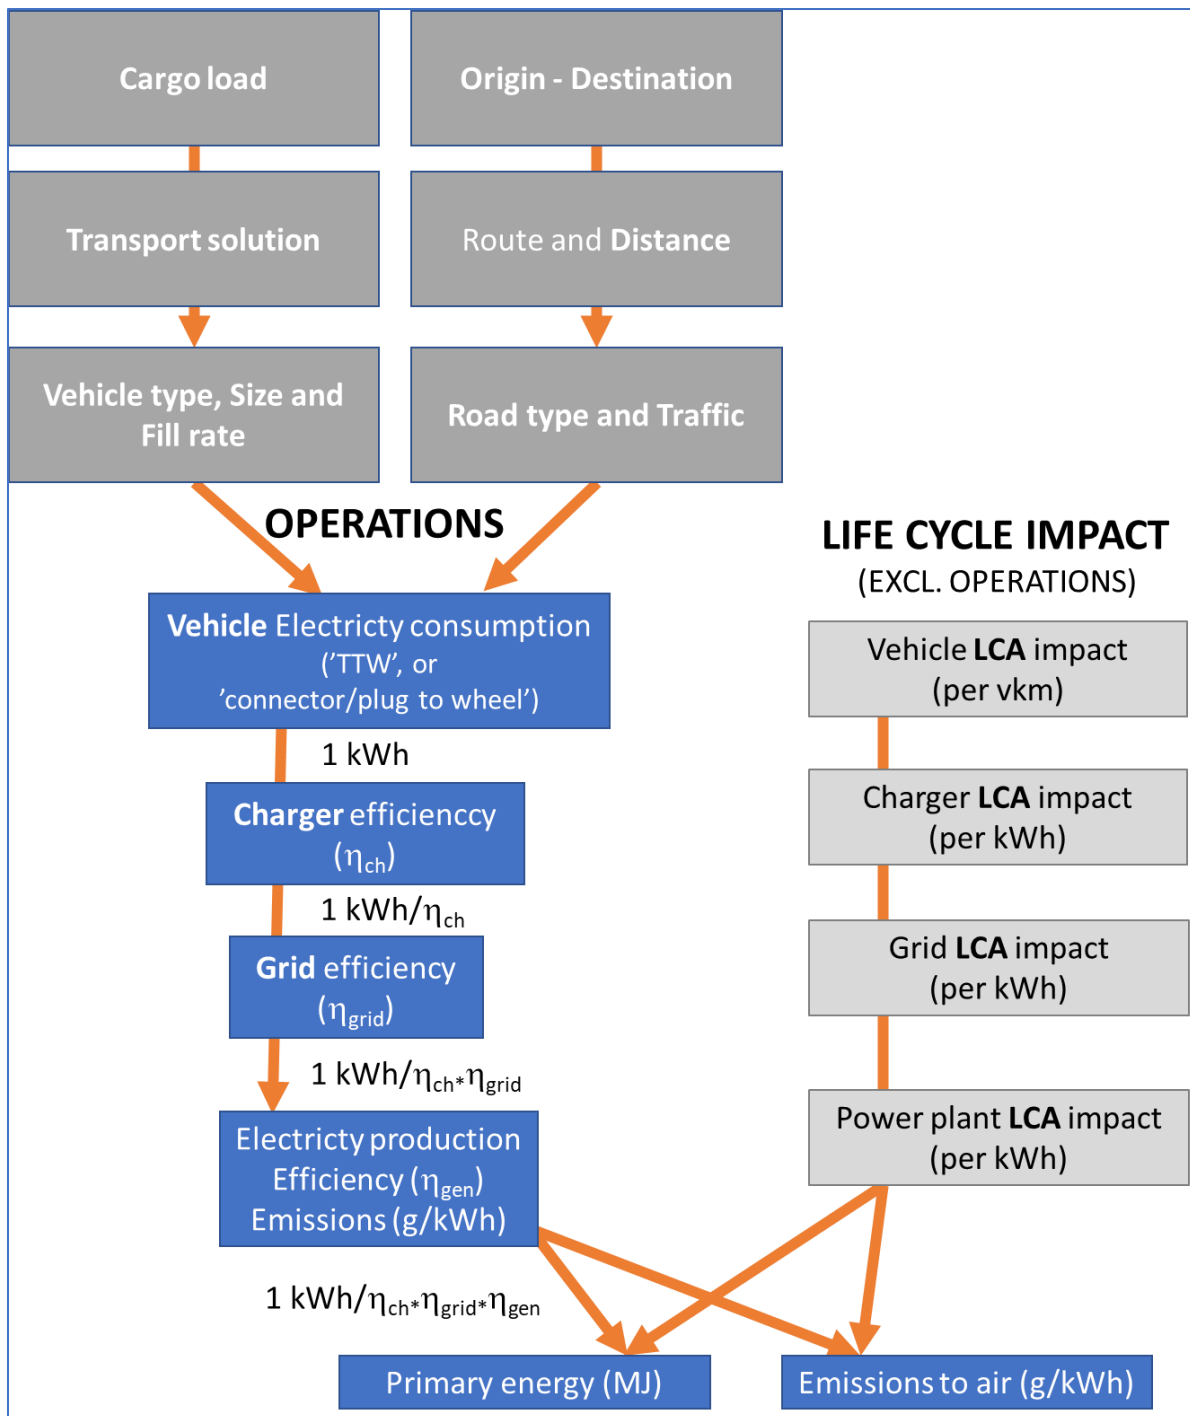 Cargo load
Origin - Destination
Transport solution
Route and Distance
Vehicle type, Size and
Fill rate
Road type and Traffic
OPERATIONS
LIFE CYCLE IMPACT
(EXCL. OPERATIONS)
Vehicle Electricty consumption
('TTW', or
'connector/plug to wheel')
1 kWh
Charger efficienccy
(ηch)
1 kWh/ηch
Grid efficiency
(ηgrid)
1 kWh/ηch*ηgrid
Electricty production
Efficiency (ηgen)
Emissions (g/kWh)
1 kWh/ηch*ηgrid*ηgen
Vehicle LCA impact
(per vkm)
Charger LCA impact
(per kWh)
Grid LCA impact
(per kWh)
Power plant LCA impact
(per kWh)
Primary energy (MJ)
Emissions to air (g/kWh)